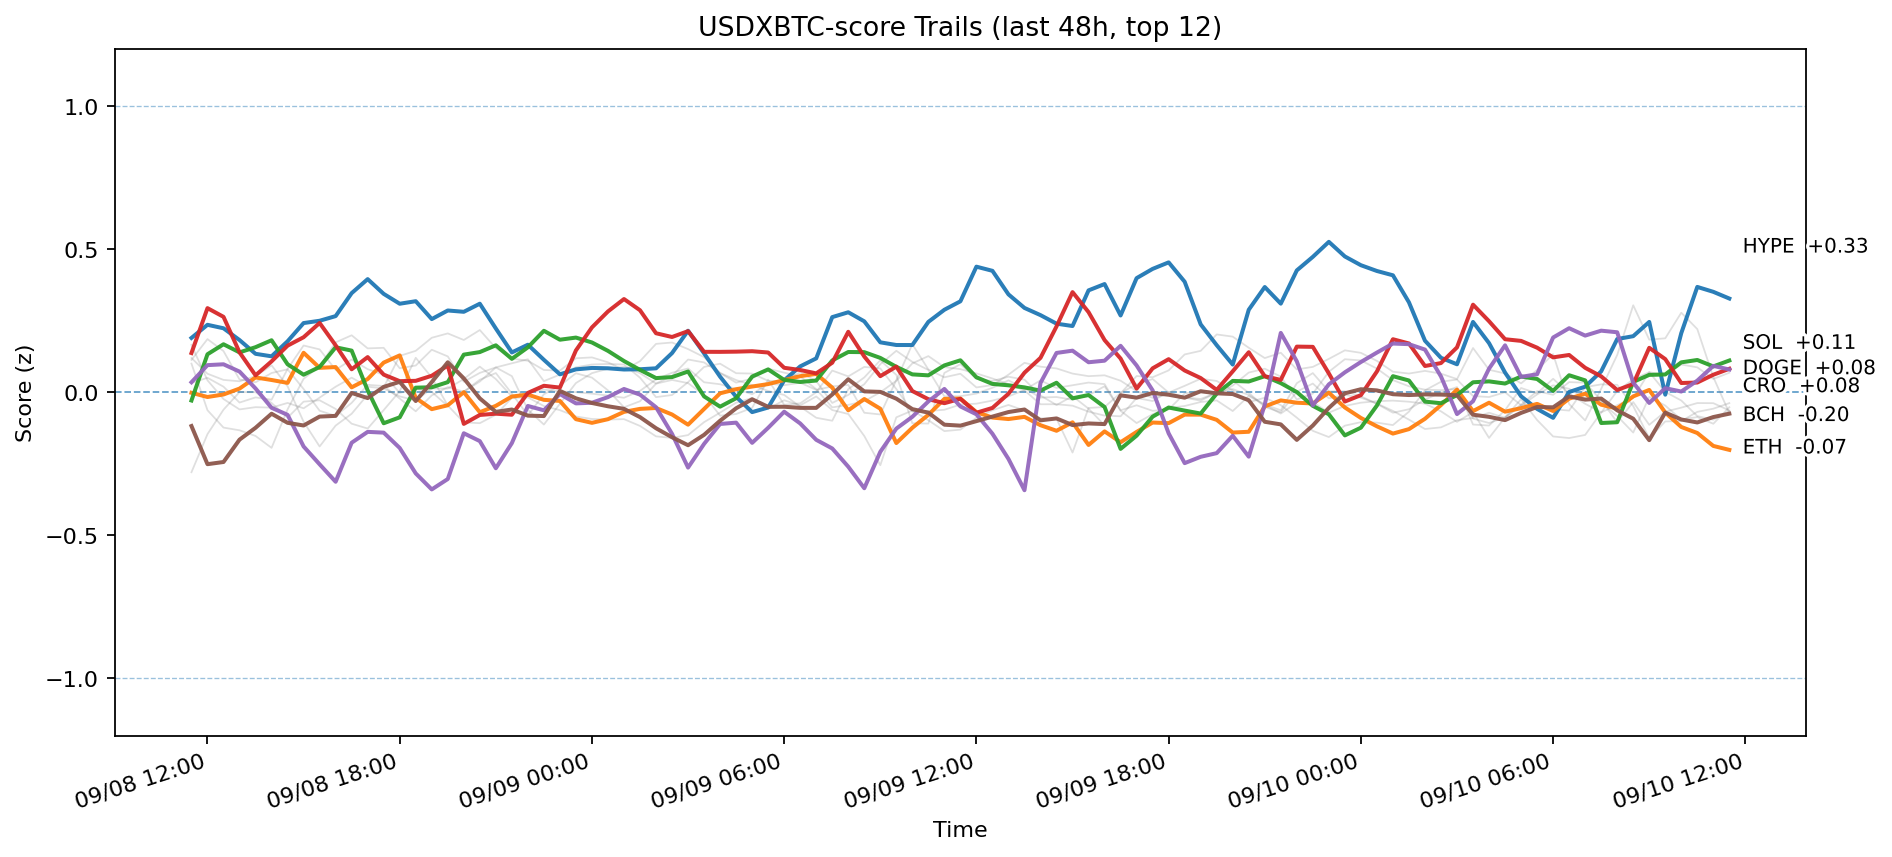 USDXBTC-score Trails (last 48h, top 12)
Score (z)
1.0
0.5
0.0
−0.5
−1.0
HYPE +0.33
SOL +0.11
DOGE +0.08
CRO +0.08
BCH -0.20
ETH -0.07
09/08 12:00
09/08 18:00
09/09 00:00
09/09 06:00
09/09 12:00
09/09 18:00
09/10 00:00
09/10 06:00
09/10 12:00
Time